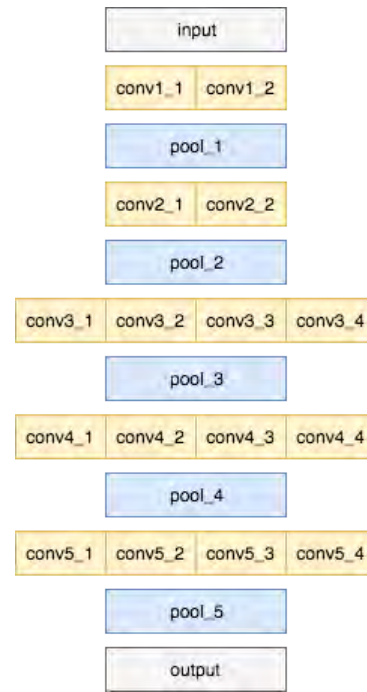 input
conv1_1 conv1_2
pool_1
conv2_1 conv2_2
pool_2
conv3_1 conv3_2 conv3_3 conv3_4
pool_3
conv4_1 conv4_2 conv4_3 conv4_4
pool_4
conv5_1 conv5_2 conv5_3 conv5_4
pool_5
output